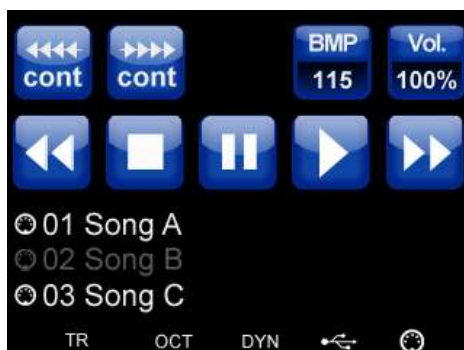 cont
cont
BMP
115
Vol.
100%
01 Song A
02 Song B
03 Song C
TR OCT DYN